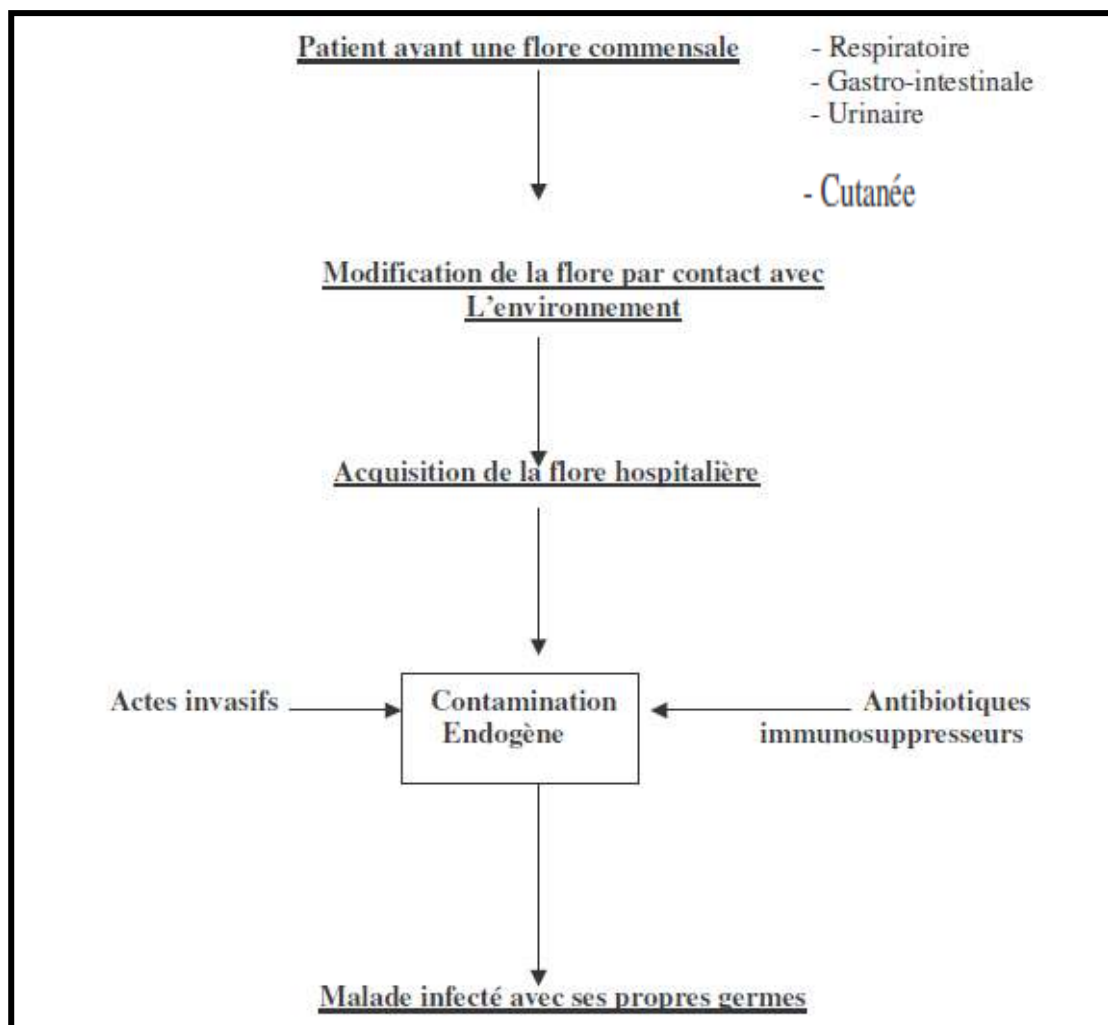 Patient ayant une flore commensale
- Respiratoire
- Gastro-intestinale
- Urinaire
- Cutanée
Modification de la flore par contact avec
L’environnement
Acquisition de la flore hospitalière
Actes invasifs
Contamination
Endogène
Antibiotiques
immunosuppresseurs
Malade infecté avec ses propres germes